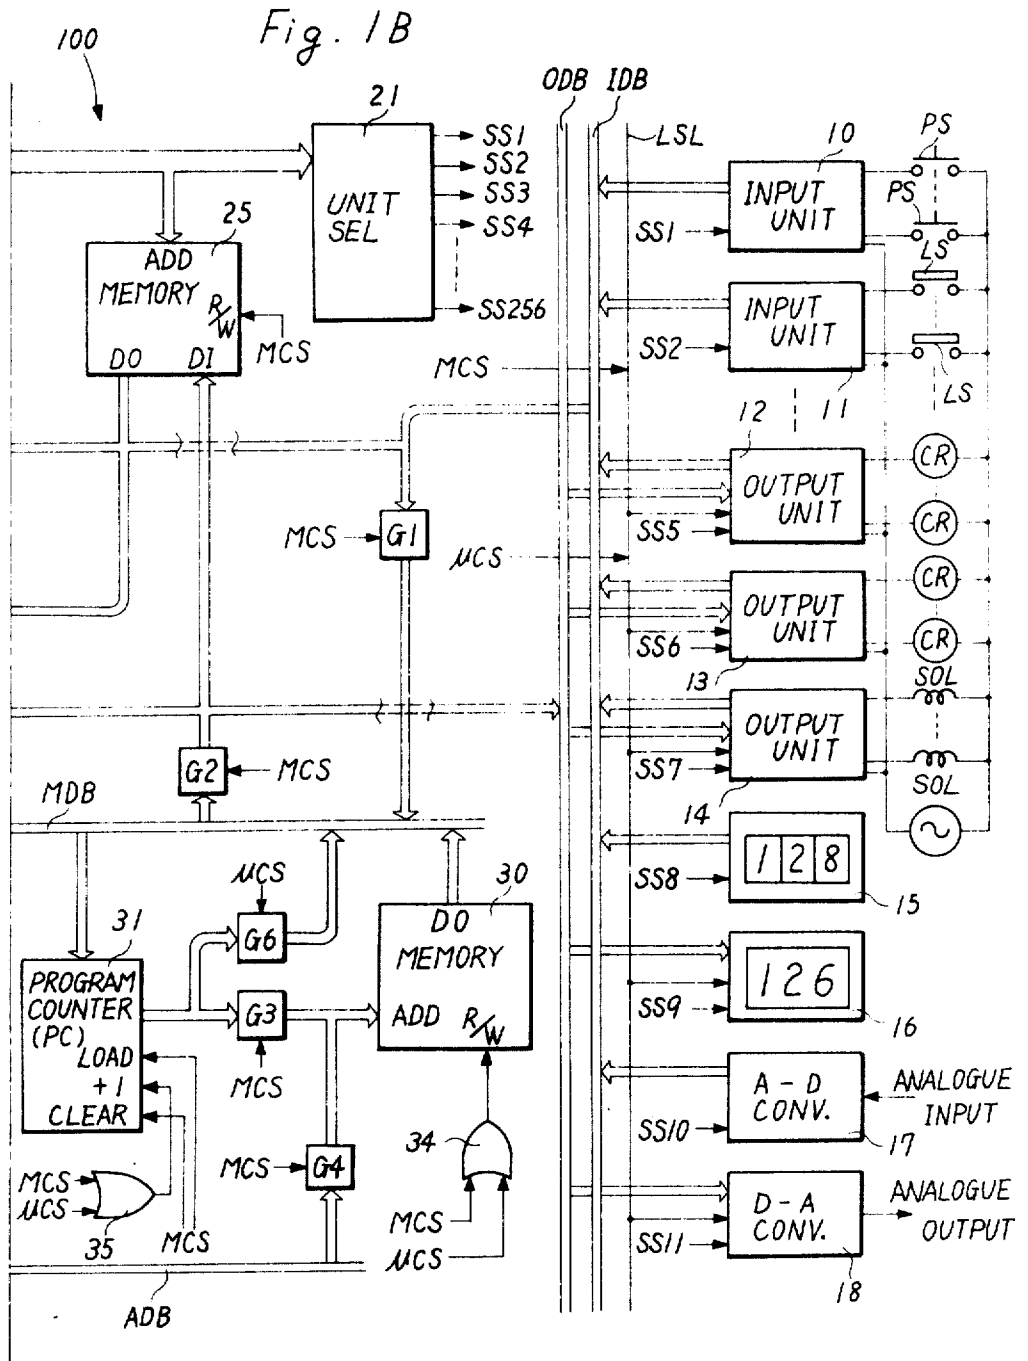 Fig. 1B
100
21
UNIT
SEL
SS1
SS2
SS3
SS4
SS256
25
ADD
MEMORY
R/W
DO
DI
MCS
ODB
IDB
LSL
10
INPUT
UNIT
SS1
PS
PS
INPUT
UNIT
SS2
11
LS
LS
MCS
12
OUTPUT
UNIT
SS5
CR
CR
MCS
G1
μCS
OUTPUT
UNIT
SS6
13
CR
CR
OUTPUT
UNIT
SS7
14
SOL
SOL
G2
MCS
MDB
1 2 8
SS8
15
31
PROGRAM
COUNTER
(PC)
LOAD
+1
CLEAR
μCS
G6
G3
MCS
30
DO
MEMORY
ADD
R/W
126
SS9
16
A-D
CONV.
SS10
17
ANALOGUE
INPUT
MCS
μCS
35
MCS
MCS
G4
34
MCS
μCS
D-A
CONV.
SS11
18
ANALOGUE
OUTPUT
ADB